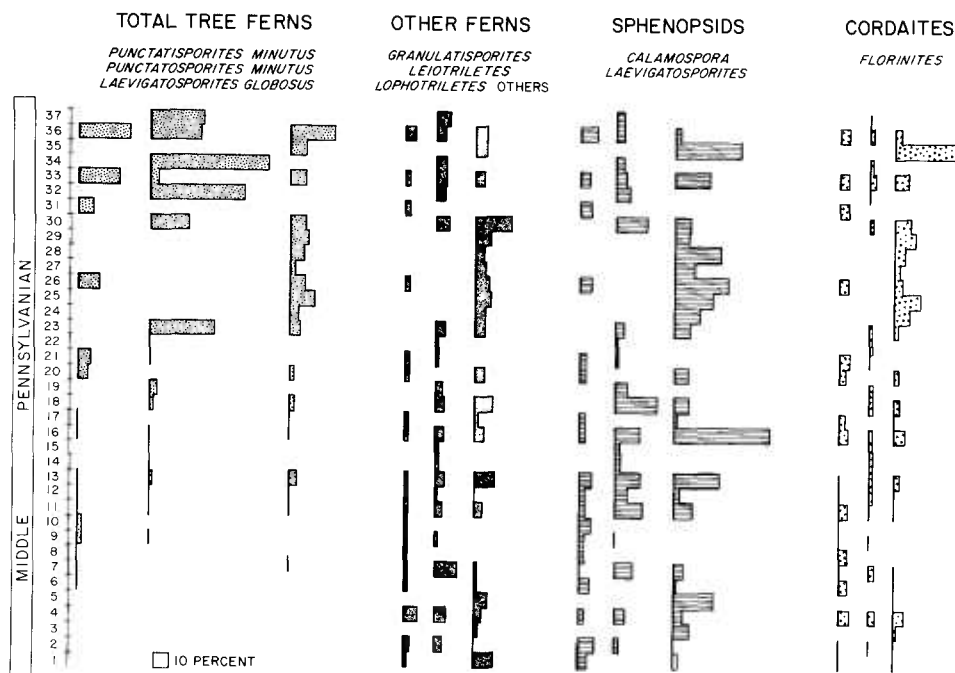 TOTAL TREE FERNS
PUNCTATISPORITES MINUTUS
PUNCTATOSPORITES MINUTUS
LAEVIGATOSPORITES GLOBOSUS
OTHER FERNS
GRANULATISPORITES
LEIOTRILETES
LOPHOTRILETES OTHERS
SPHENOPSIDS
CALAMOSPORA
LAEVIGATOSPORITES
CORDAITES
FLORINITES
MIDDLE PENNSYLVANIAN
37
36
35
34
33
32
31
30
29
28
27
26
25
24
23
22
21
20
19
18
17
16
15
14
13
12
11
10
9
8
7
6
5
4
3
2
1
10 PERCENT